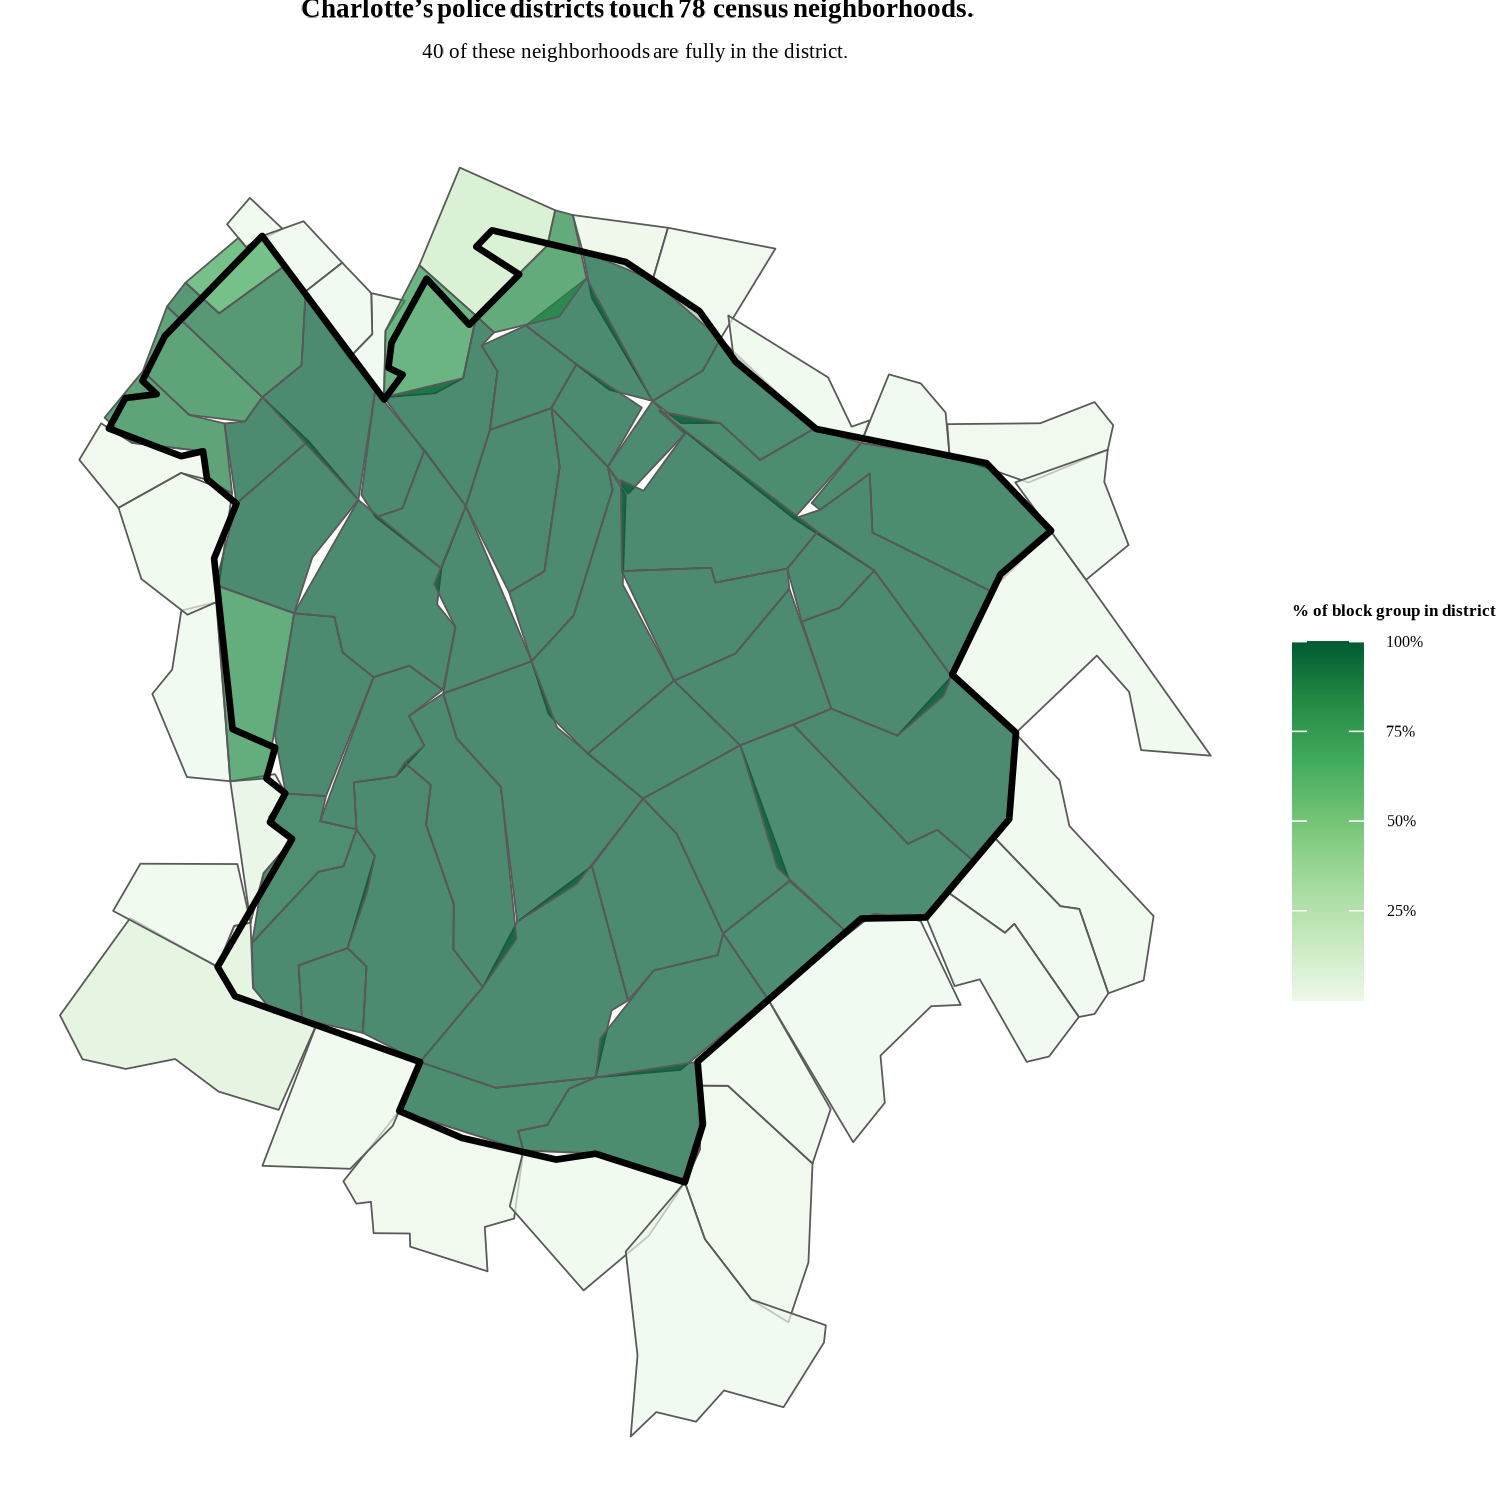 Charlotte’s police districts touch 78 census neighborhoods.
40 of these neighborhoods are fully in the district.
% of block group in district
100%
75%
50%
25%